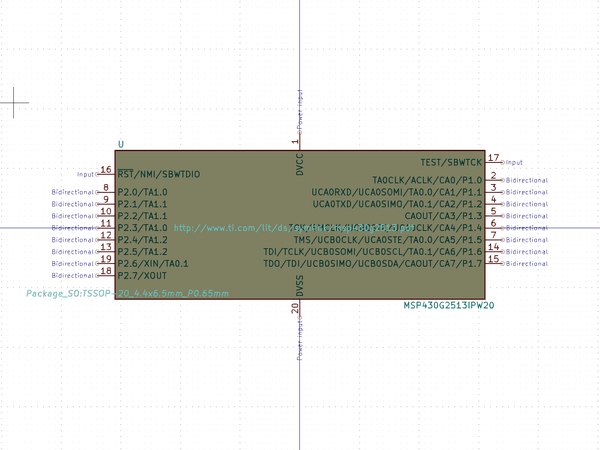 Power input
1
DVCC
U
16 RST/NMI/SBWTDIO
Input
8 P2.0/TA1.0
Bidirectional
9 P2.1/TA1.1
Bidirectional
10 P2.2/TA1.1
Bidirectional
11 P2.3/TA1.0
Bidirectional
12 P2.4/TA1.2
Bidirectional
13 P2.5/TA1.2
Bidirectional
19 P2.6/XIN/TA0.1
Bidirectional
18 P2.7/XOUT
Bidirectional
TEST/SBWTCK 17
Input
TA0CLK/ACLK/CA0/P1.0 2
Bidirectional
UCA0RXD/UCA0SOMI/TA0.0/CA1/P1.1 3
Bidirectional
UCA0TXD/UCA0SIMO/TA0.1/CA2/P1.2 4
Bidirectional
CAOUT/CA3/P1.3 5
Bidirectional
/CA4/P1.4 6
Bidirectional
TMS/UCB0CLK/UCA0STE/TA0.0/CA5/P1.5 7
Bidirectional
TDI/TCLK/UCB0SOMI/UCB0SCL/TA0.1/CA6/P1.6 14
Bidirectional
TDO/TDI/UCB0SIMO/UCB0SDA/CAOUT/CA7/P1.7 15
Bidirectional
Package_SO:TSSOP-20_4.4x6.5mm_P0.65mm
DVSS
20
Power input
MSP430G2513IPW20